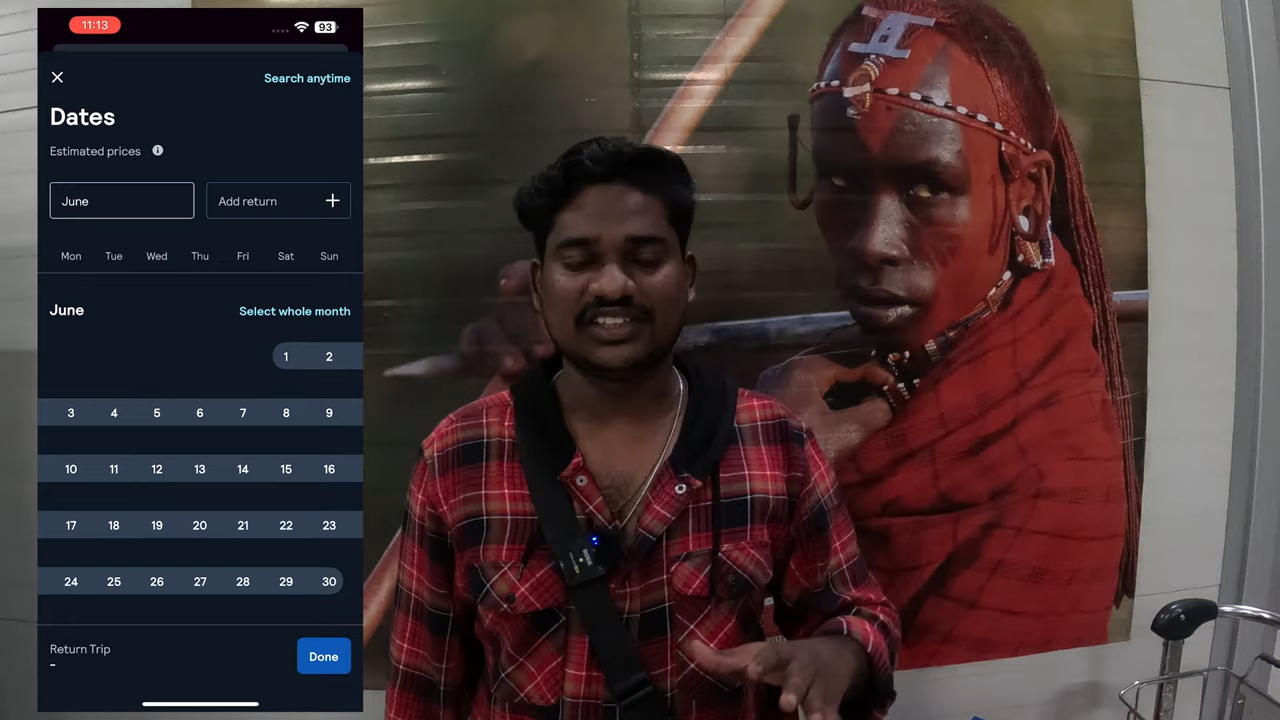 11:13
93
Search anytime
Dates
Estimated prices
June
Add return
Mon Tue Wed Thu Fri Sat Sun
June
Select whole month
1 2
3 4 5 6 7 8 9
10 11 12 13 14 15 16
17 18 19 20 21 22 23
24 25 26 27 28 29 30
Return Trip
-
Done